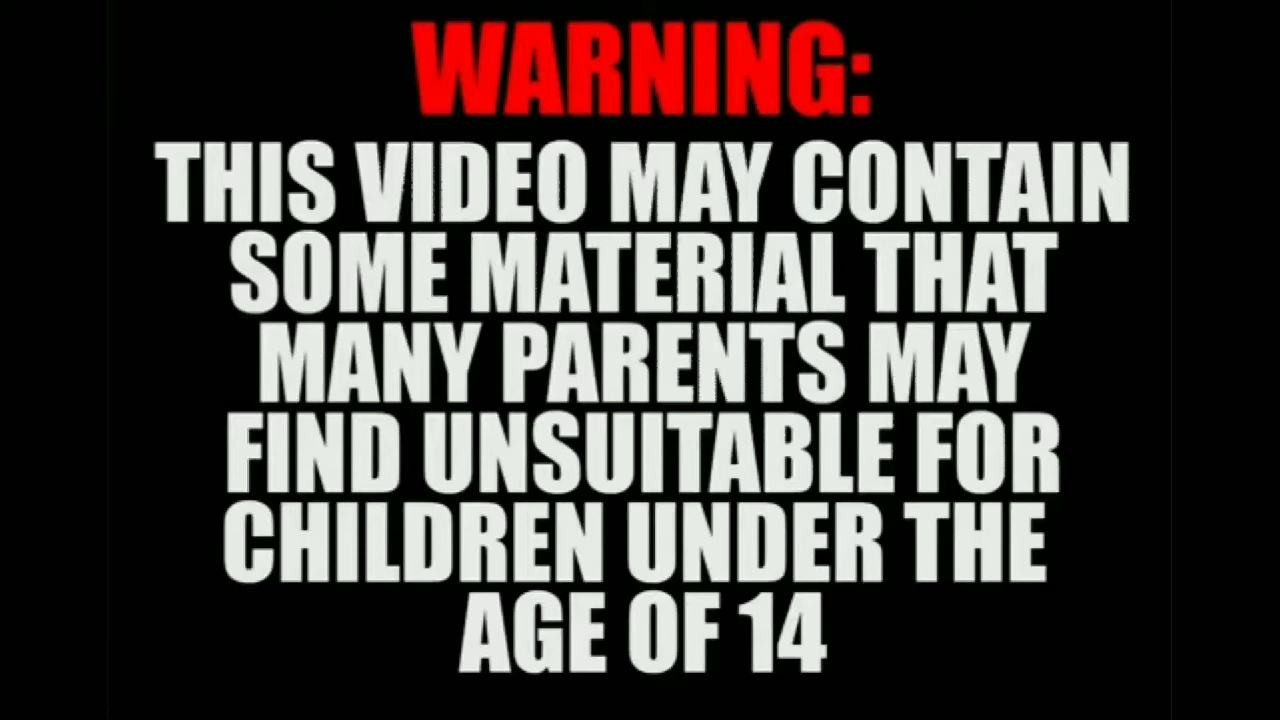 WARNING:
THIS VIDEO MAY CONTAIN
SOME MATERIAL THAT
MANY PARENTS MAY
FIND UNSUITABLE FOR
CHILDREN UNDER THE
AGE OF 14